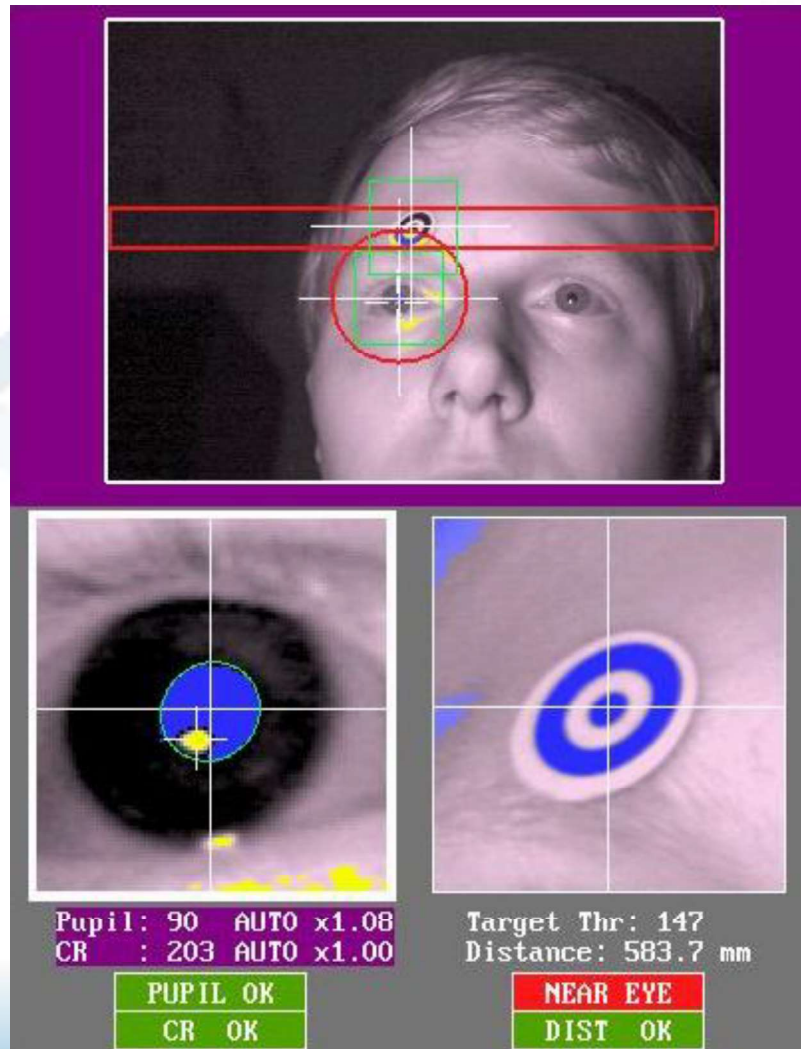 Pupil: 90 AUTO x1.08
CR : 203 AUTO x1.00
PUPIL OK
CR OK
Target Thr: 147
Distance: 583.7 mm
NEAR EYE
DIST OK